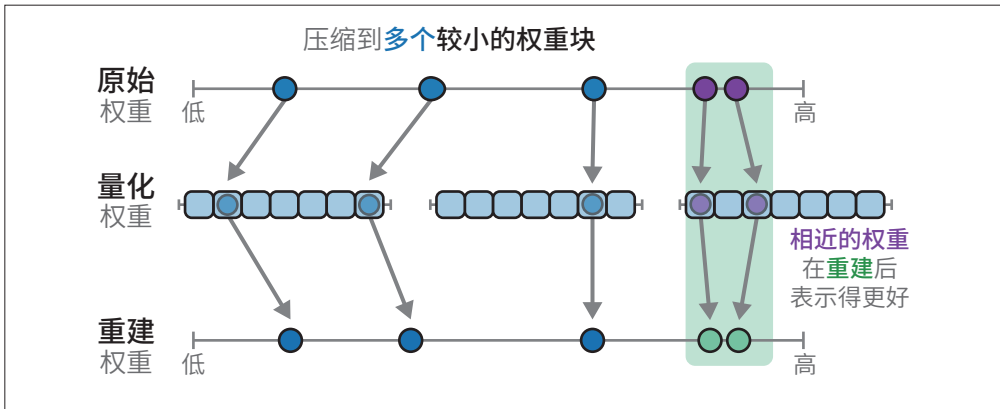 压缩到多个较小的权重块
原始
权重
低
高
量化
权重
相近的权重
在重建后
表示得更好
重建
权重
低
高